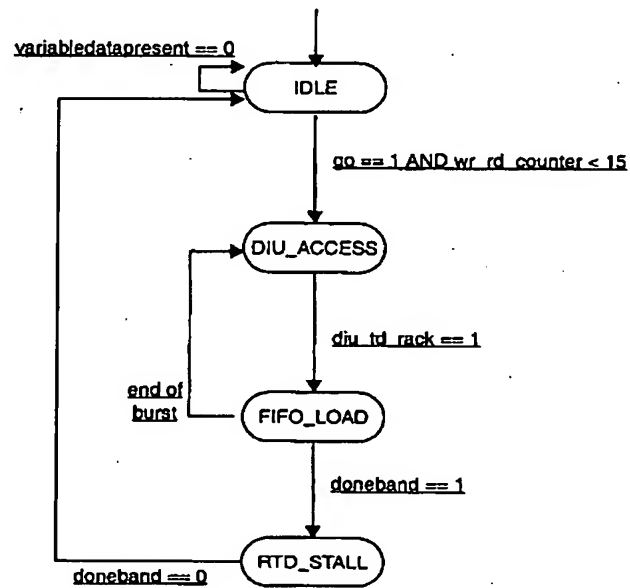 variabledatapresent == 0
IDLE
go == 1 AND wr_rd_counter < 15
DIU_ACCESS
diu_td_rack == 1
end of
burst
FIFO_LOAD
doneband == 1
RTD_STALL
doneband == 0